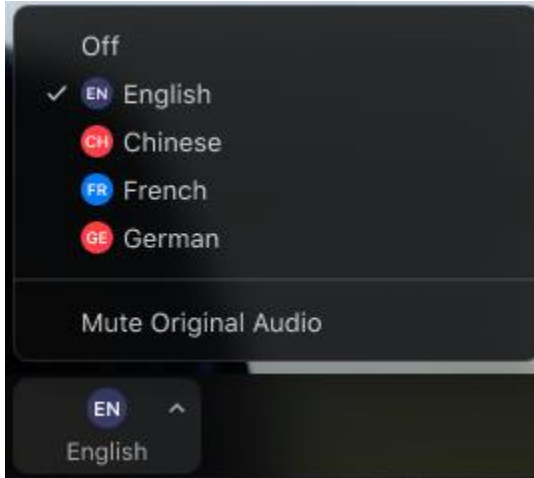 Off
EN English
CH Chinese
FR French
GE German
Mute Original Audio
EN
English